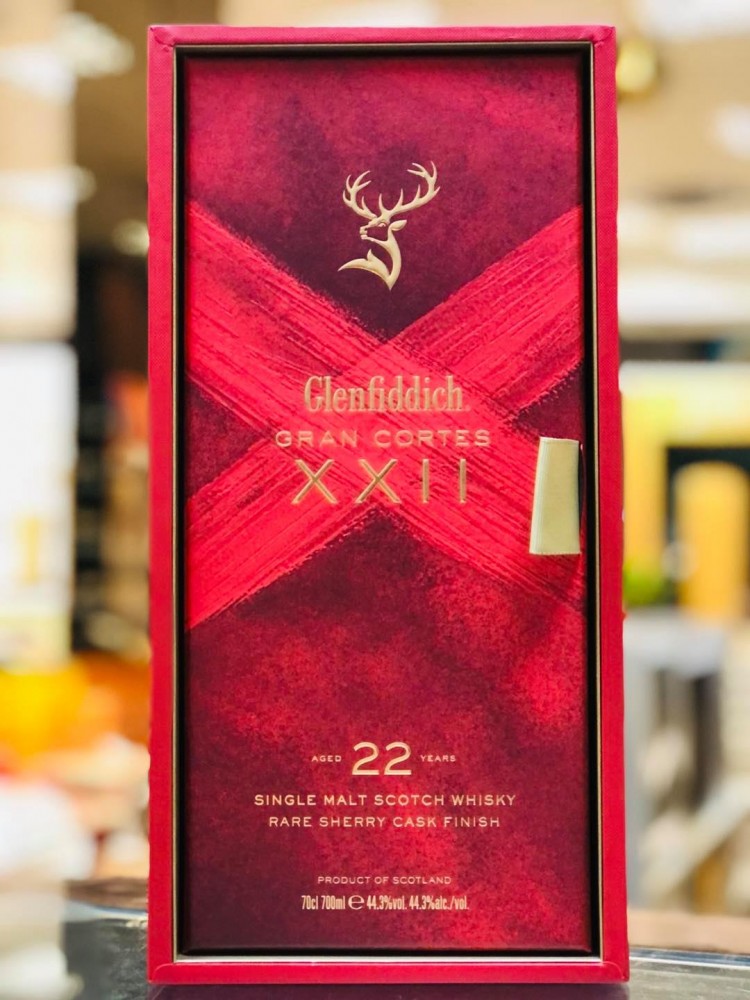 Glenfiddich.
GRAN CORTES
XXII
AGED 22 YEARS
SINGLE MALT SCOTCH WHISKY
RARE SHERRY CASK FINISH
PRODUCT OF SCOTLAND
70cl 700ml ℮ 44.3%vol. 44.3%alc./vol.